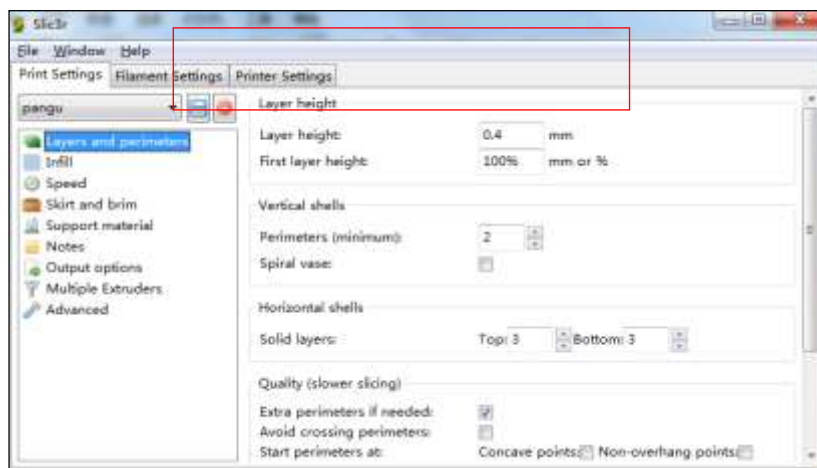 Slic3r
File Window Help
Print Settings Filament Settings Printer Settings
pangu
Layers and perimeters
Infill
Speed
Skirt and brim
Support material
Notes
Output options
Multiple Extruders
Advanced
Layer height
Layer height: 0.4 mm
First layer height: 100% mm or %
Vertical shells
Perimeters (minimum): 2
Spiral vase:
Horizontal shells
Solid layers: Top: 3 Bottom: 3
Quality (slower slicing)
Extra perimeters if needed:
Avoid crossing perimeters:
Start perimeters at: Concave points: Non-overhang points: